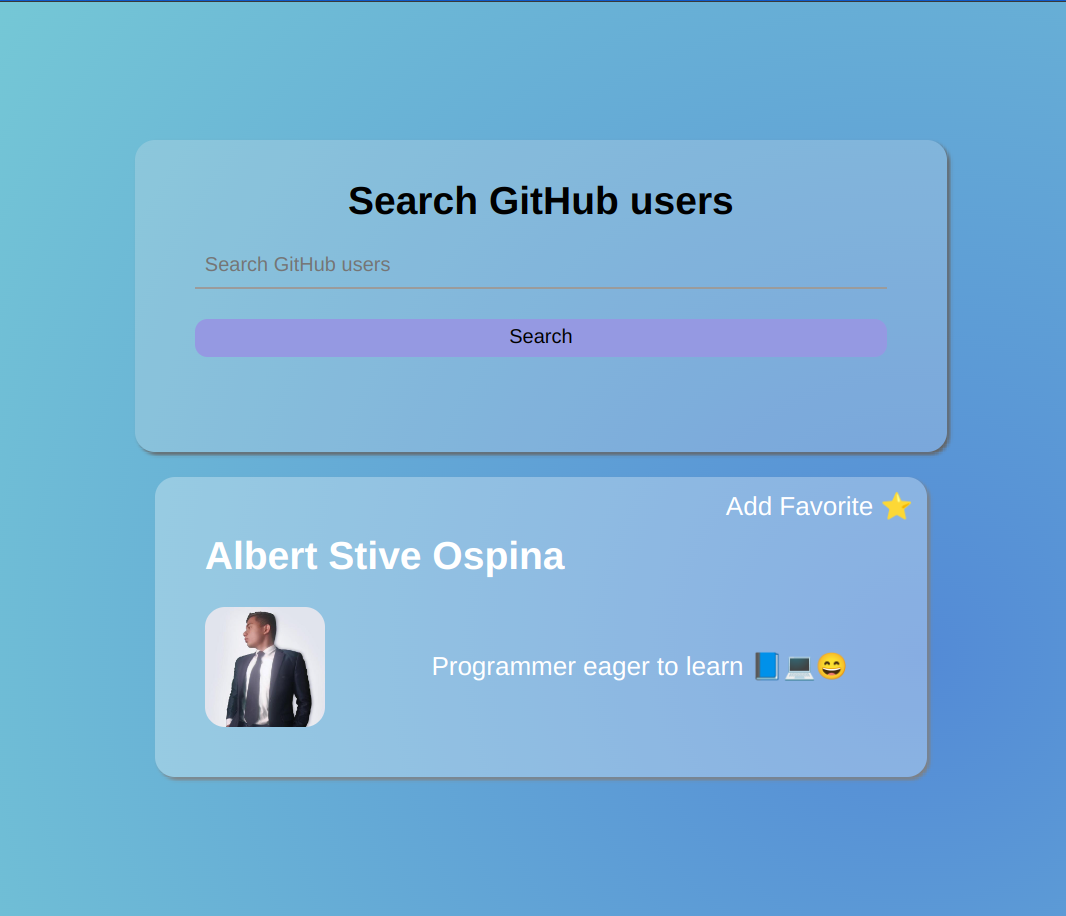 Search GitHub users
Search GitHub users
Search
Add Favorite ⭐
Albert Stive Ospina
Programmer eager to learn 📘💻😄